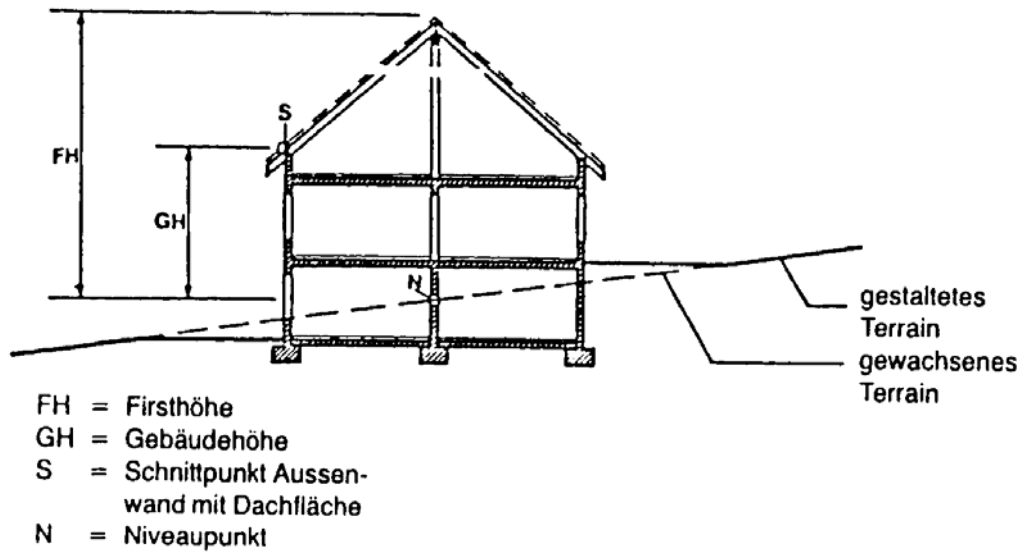 S
FH
GH
N
gestaltetes
Terrain
gewachsenes
Terrain
FH = Firsthöhe
GH = Gebäudehöhe
S = Schnittpunkt Aussen-
wand mit Dachfläche
N = Niveaupunkt